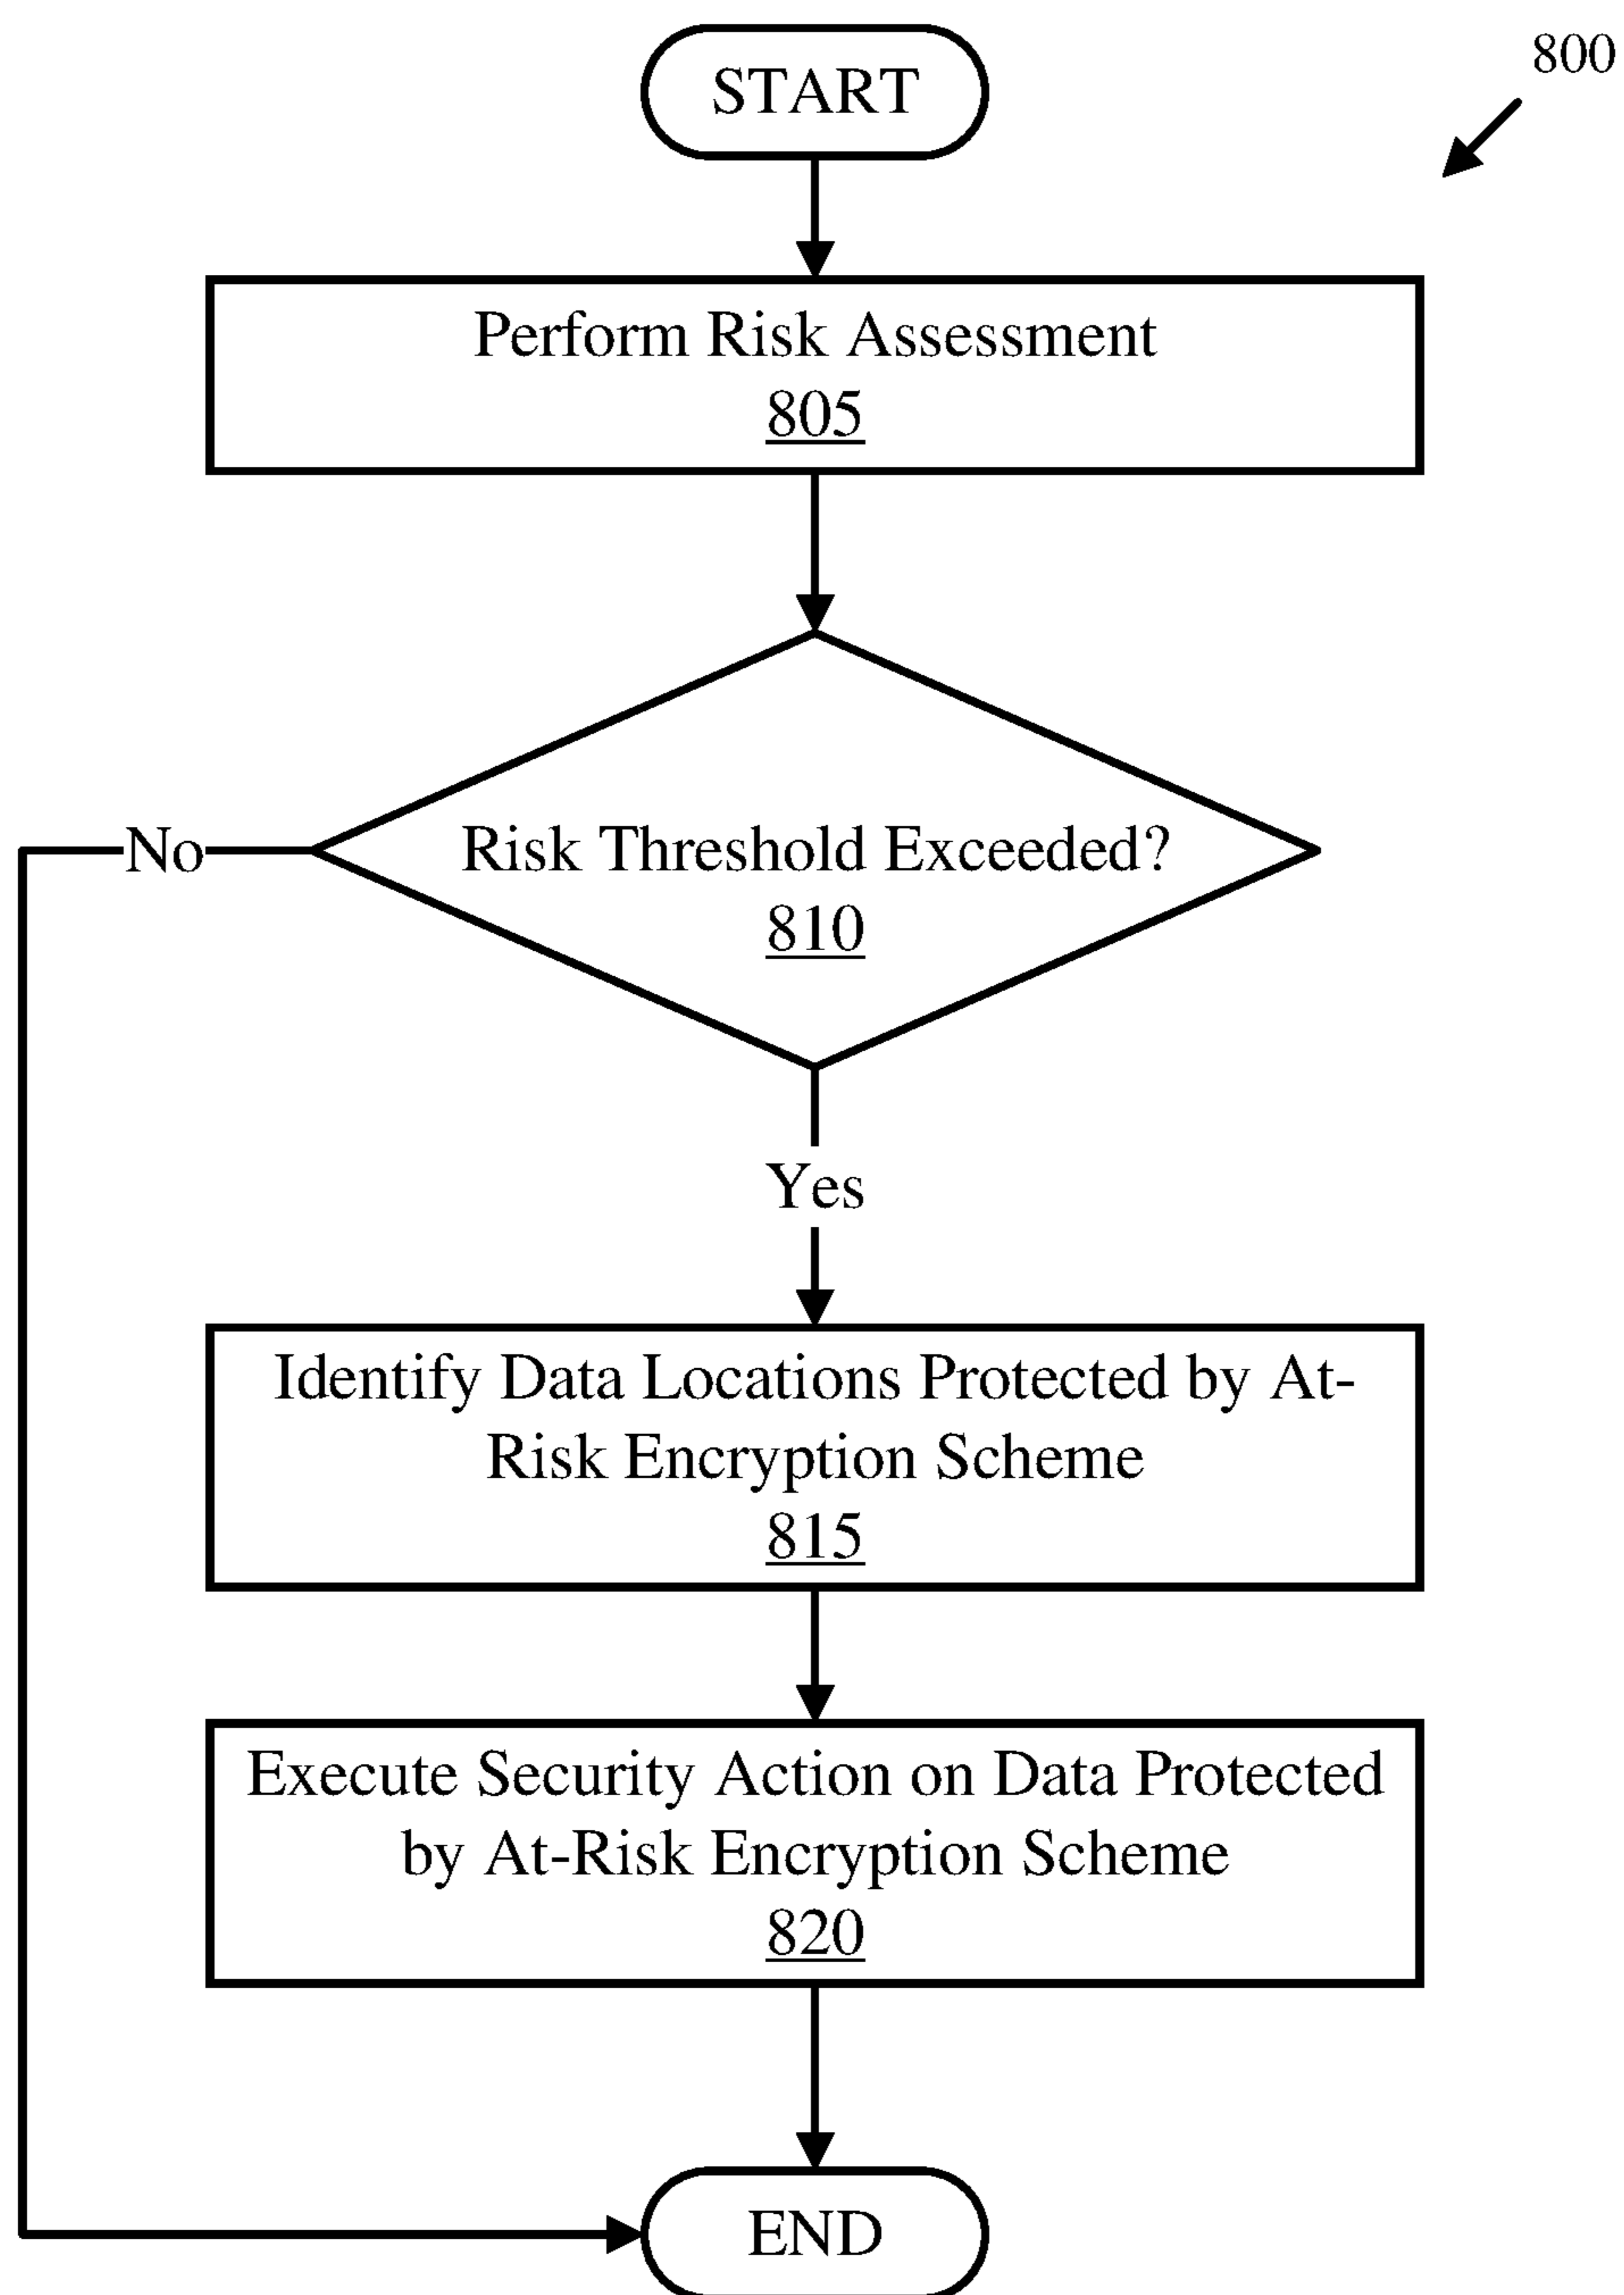 START
800
Perform Risk Assessment
805
Risk Threshold Exceeded?
810
No
Yes
Identify Data Locations Protected by At-
Risk Encryption Scheme
815
Execute Security Action on Data Protected
by At-Risk Encryption Scheme
820
END